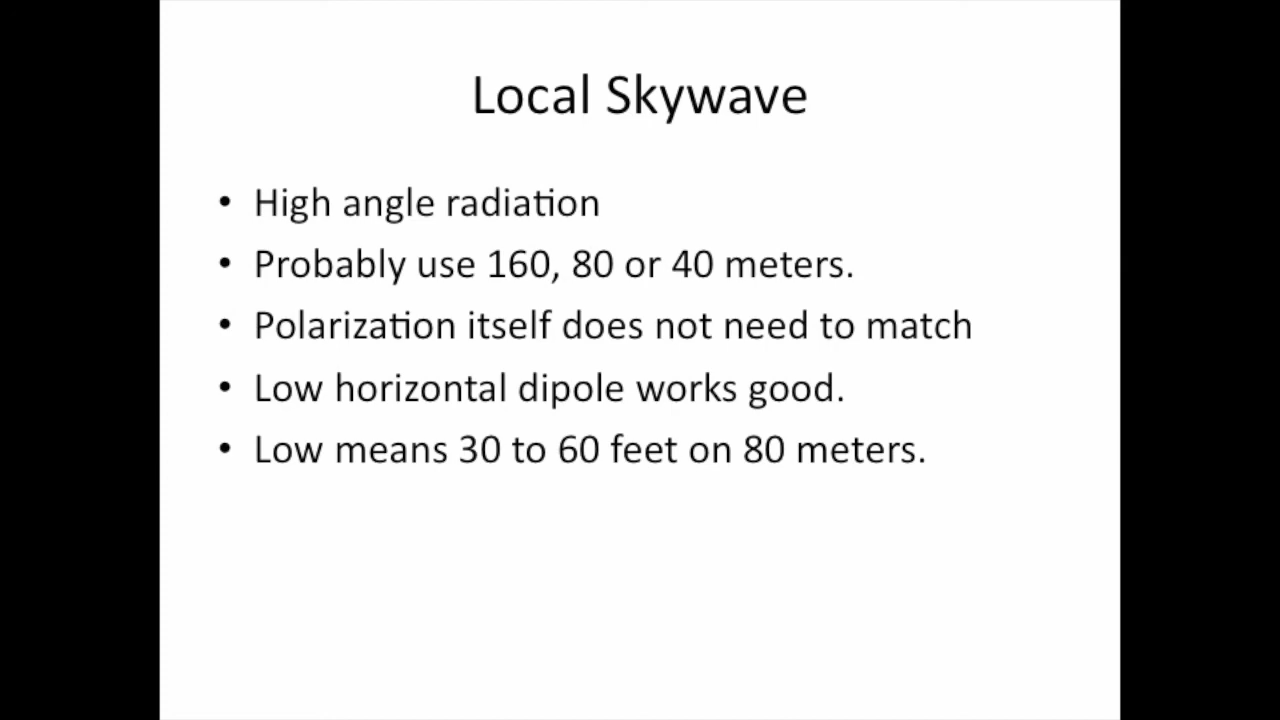 Local Skywave
• High angle radiation
• Probably use 160, 80 or 40 meters.
• Polarization itself does not need to match
• Low horizontal dipole works good.
• Low means 30 to 60 feet on 80 meters.